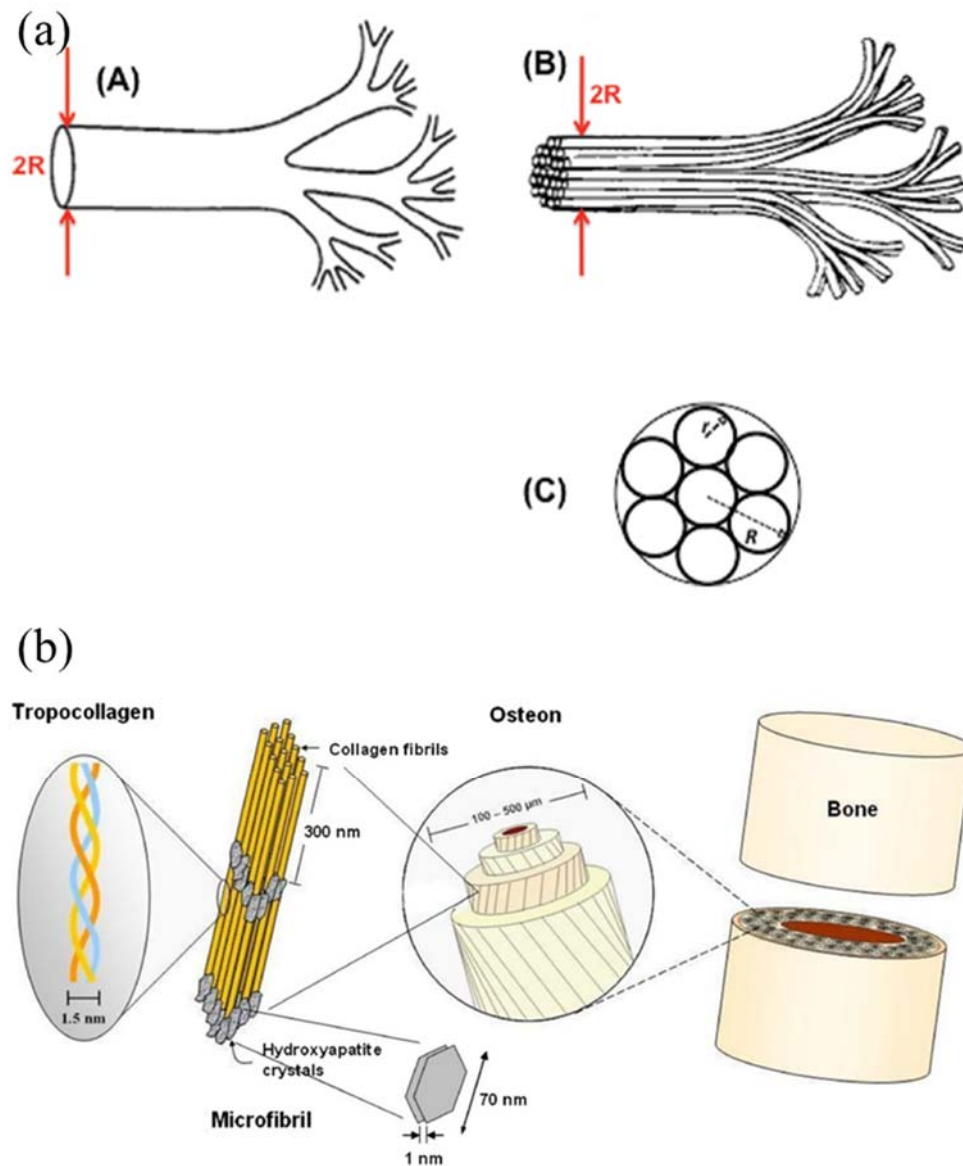 (a)
(A)
2R
(B)
2R
(C)
r
R
(b)
Tropocollagen
1.5 nm
Collagen fibrils
300 nm
Hydroxyapatite
crystals
Microfibril
70 nm
1 nm
Osteon
100 – 500 µm
Bone